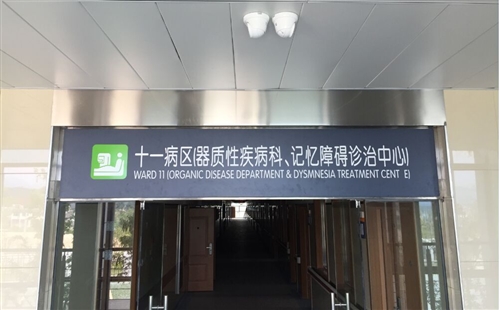 十一病区(器质性疾病科、记忆障碍诊治中心)
WARD 11 (ORGANIC DISEASE DEPARTMENT & DYSMNESIA TREATMENT CENT E)